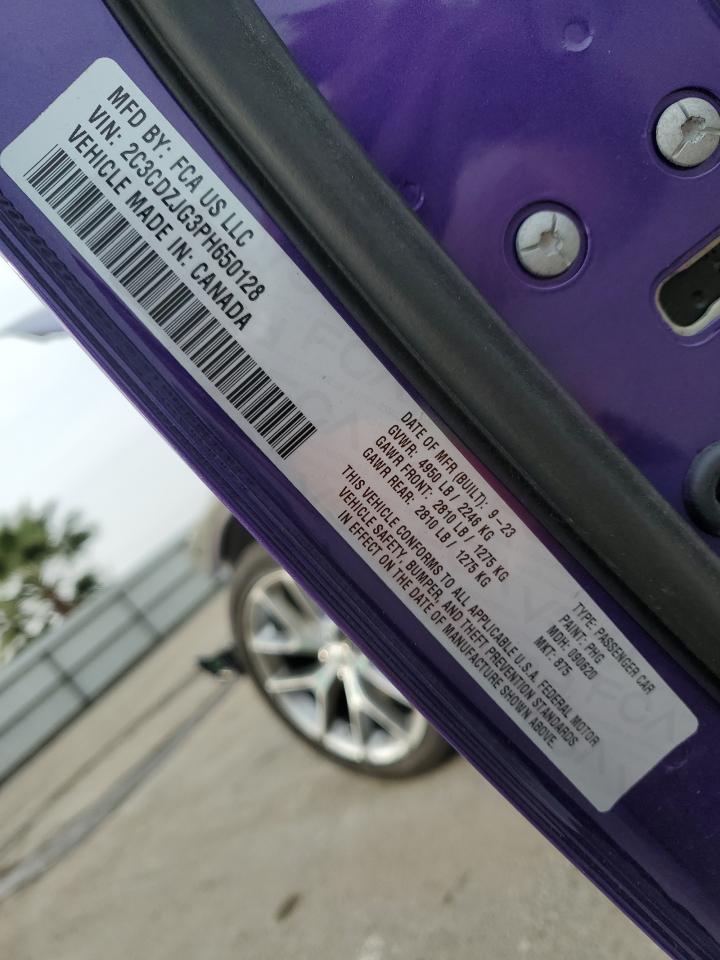 MFD BY: FCA US LLC
VIN: 2C3CDZJG3PH650128
VEHICLE MADE IN: CANADA
DATE OF MFR (BUILT): 9-23
GVWR: 4950 LB / 2246 KG
GAWR FRONT: 2810 LB / 1275 KG
GAWR REAR: 2810 LB / 1275 KG
THIS VEHICLE CONFORMS TO ALL APPLICABLE U.S.A. FEDERAL MOTOR
VEHICLE SAFETY, BUMPER, AND THEFT PREVENTION STANDARDS
IN EFFECT ON THE DATE OF MANUFACTURE SHOWN ABOVE.
TYPE: PASSENGER CAR
PAINT: PHG
MDH: 090620
MKT: 875
FCA
FCA
FCA